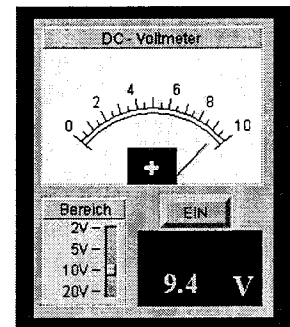 DC - Voltmeter
0 2 4 6 8 10
+
Bereich
EIN
2V
5V
10V
20V
9.4 V